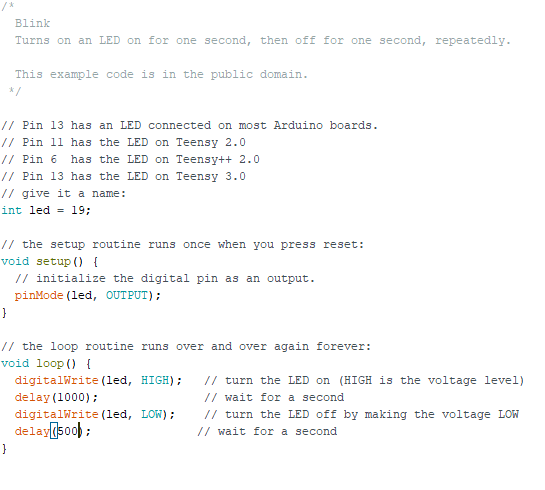 /*
  Blink
  Turns on an LED on for one second, then off for one second, repeatedly.

  This example code is in the public domain.
 */

// Pin 13 has an LED connected on most Arduino boards.
// Pin 11 has the LED on Teensy 2.0
// Pin 6  has the LED on Teensy++ 2.0
// Pin 13 has the LED on Teensy 3.0
// give it a name:
int led = 19;

// the setup routine runs once when you press reset:
void setup() {
  // initialize the digital pin as an output.
  pinMode(led, OUTPUT);
}

// the loop routine runs over and over again forever:
void loop() {
  digitalWrite(led, HIGH);   // turn the LED on (HIGH is the voltage level)
  delay(1000);               // wait for a second
  digitalWrite(led, LOW);    // turn the LED off by making the voltage LOW
  delay(500);               // wait for a second
}